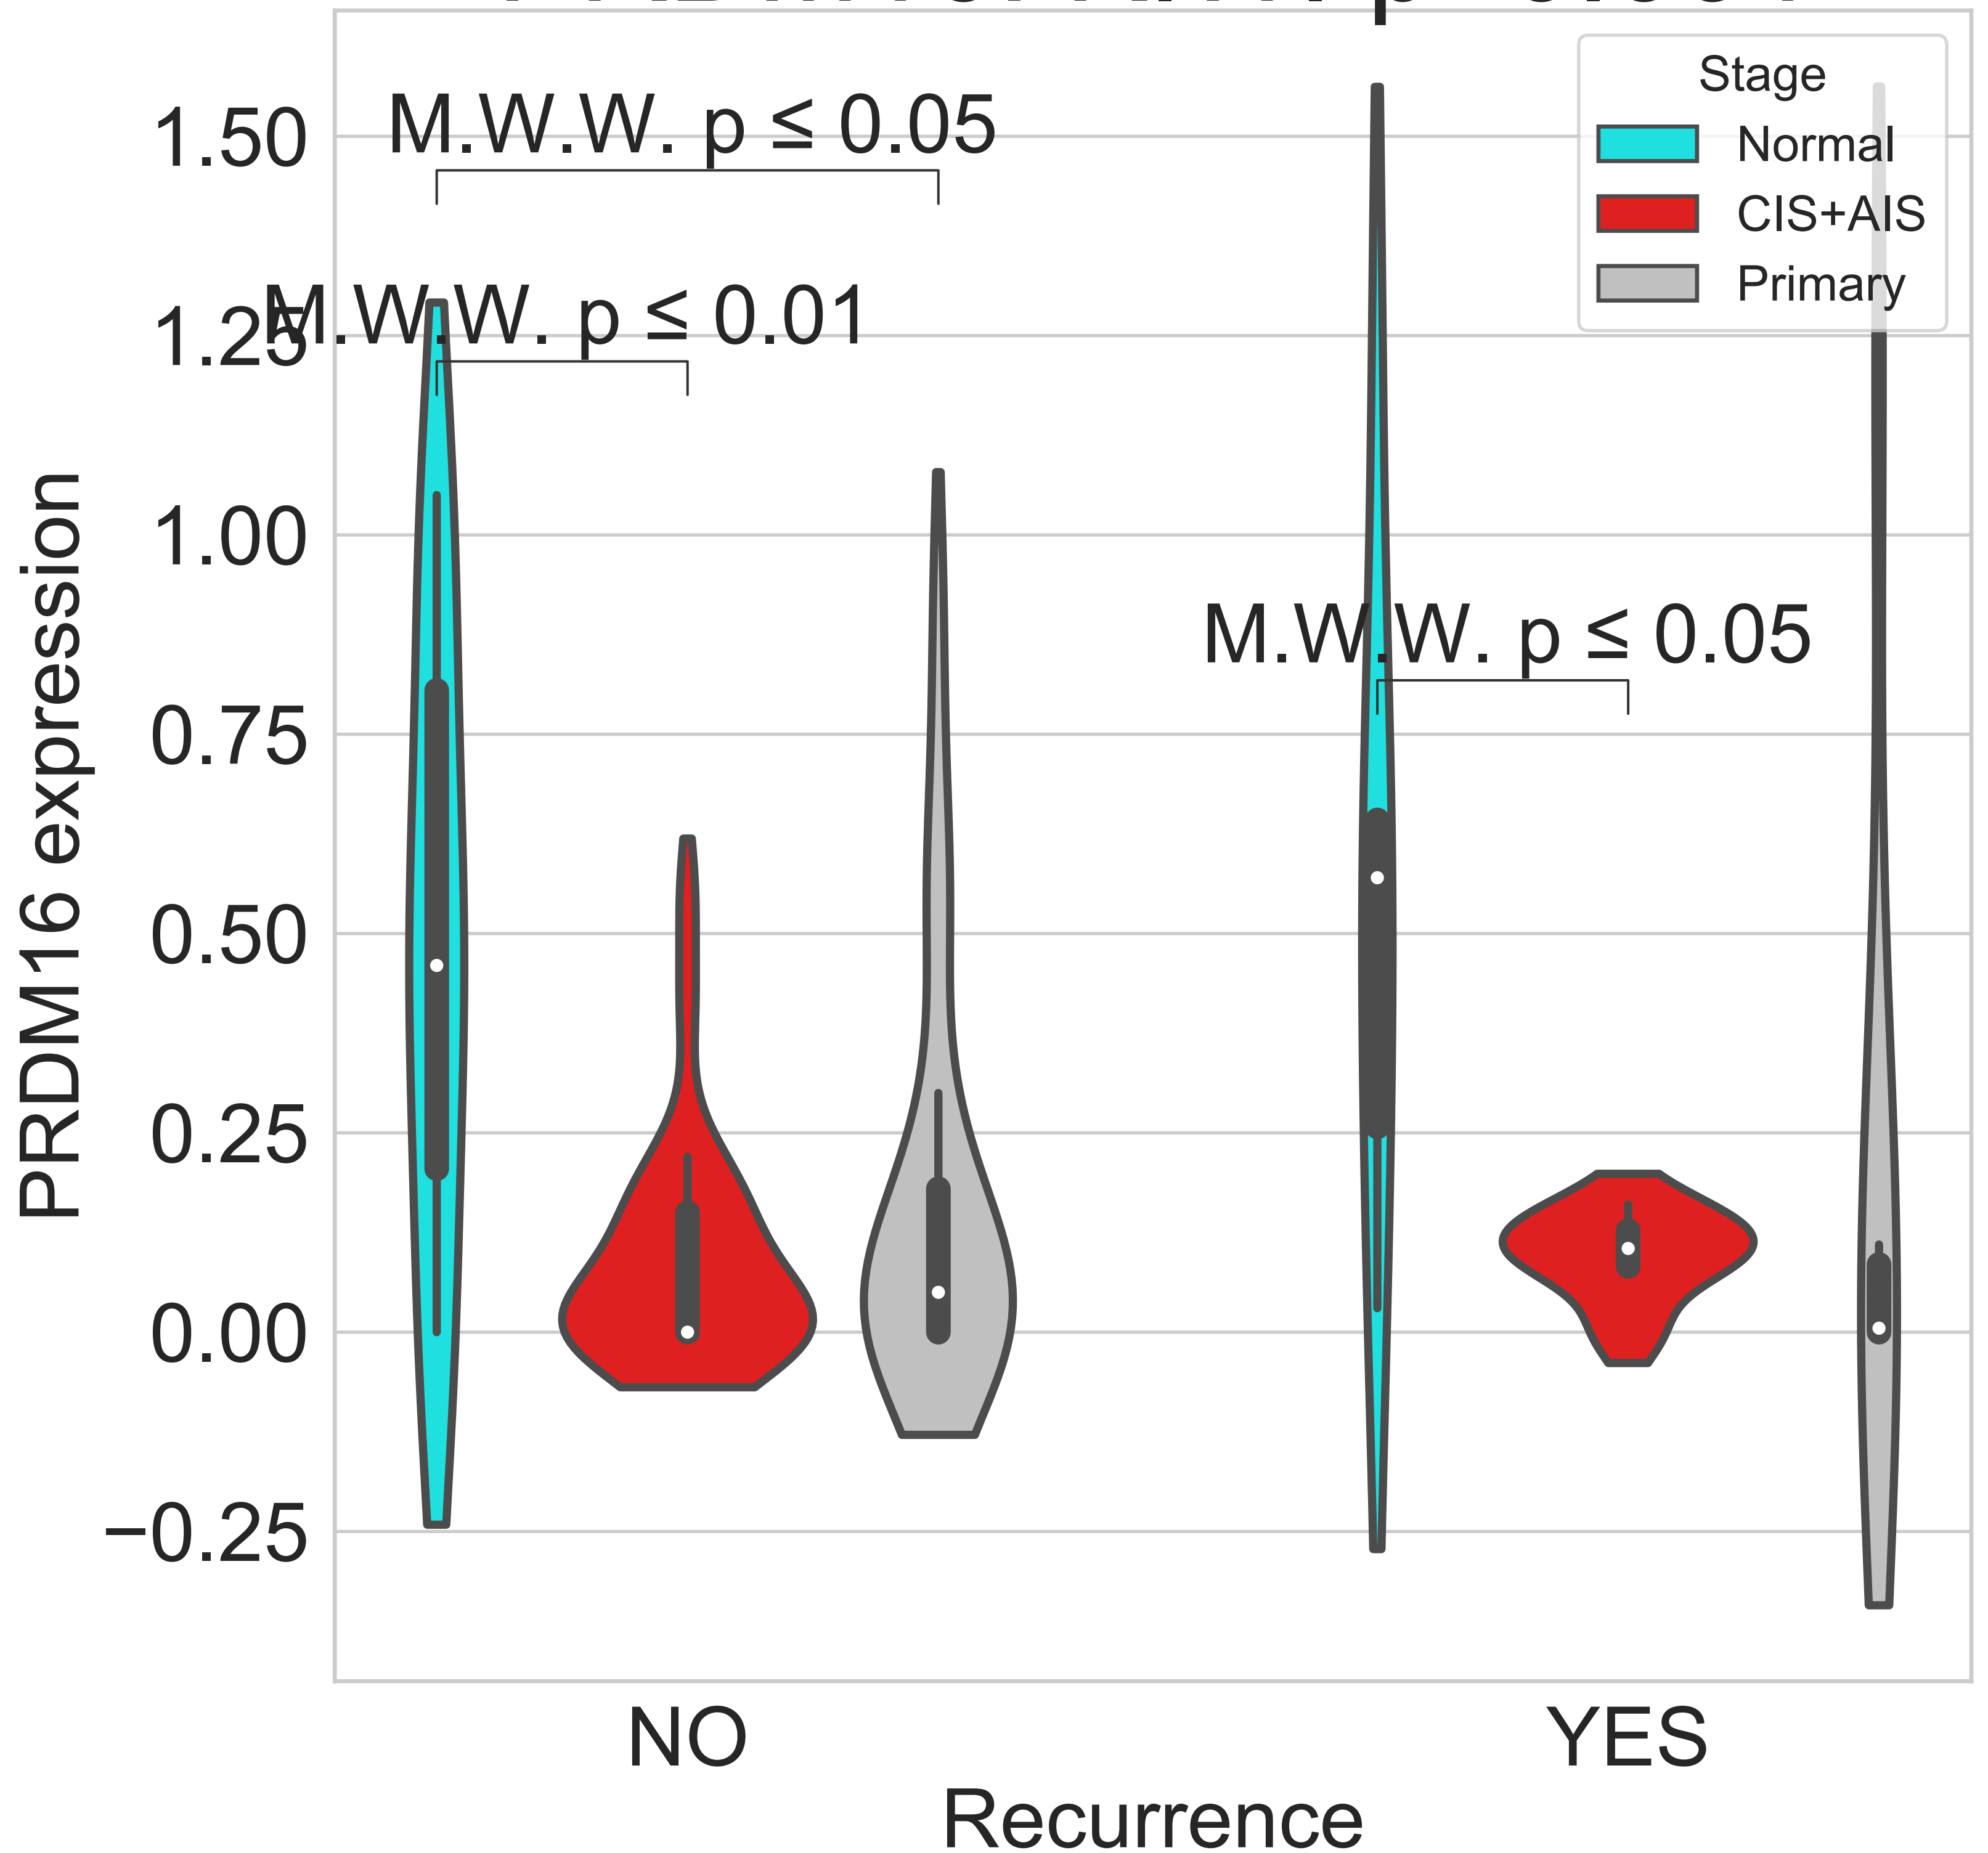 Stage
Normal
CIS+AIS
Primary
M.W.W. p ≤ 0.05
M.W.W. p ≤ 0.01
M.W.W. p ≤ 0.05
1.50
1.25
1.00
0.75
0.50
0.25
0.00
−0.25
PRDM16 expression
NO
YES
Recurrence